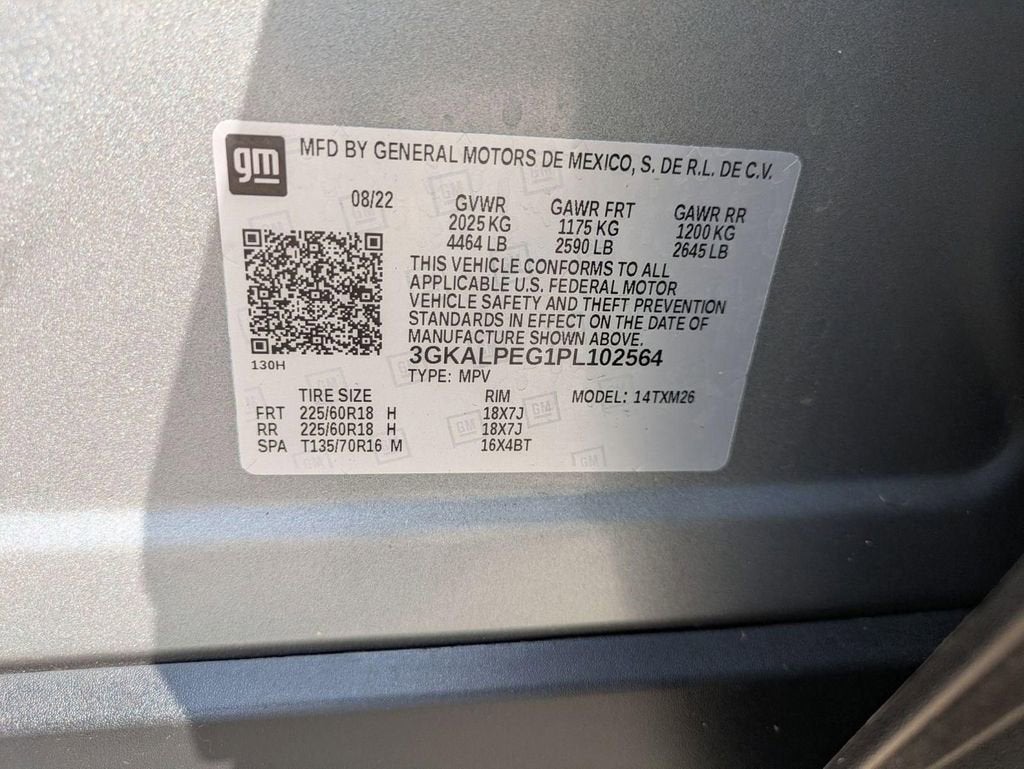 gm
MFD BY GENERAL MOTORS DE MEXICO, S. DE R.L. DE C.V.
08/22 GVWR GAWR FRT GAWR RR
2025 KG 1175 KG 1200 KG
4464 LB 2590 LB 2645 LB
THIS VEHICLE CONFORMS TO ALL
APPLICABLE U.S. FEDERAL MOTOR
VEHICLE SAFETY AND THEFT PREVENTION
STANDARDS IN EFFECT ON THE DATE OF
MANUFACTURE SHOWN ABOVE.
3GKALPEG1PL102564
130H
TYPE: MPV
TIRE SIZE RIM MODEL: 14TXM26
FRT 225/60R18 H 18X7J
RR 225/60R18 H 18X7J
SPA T135/70R16 M 16X4BT